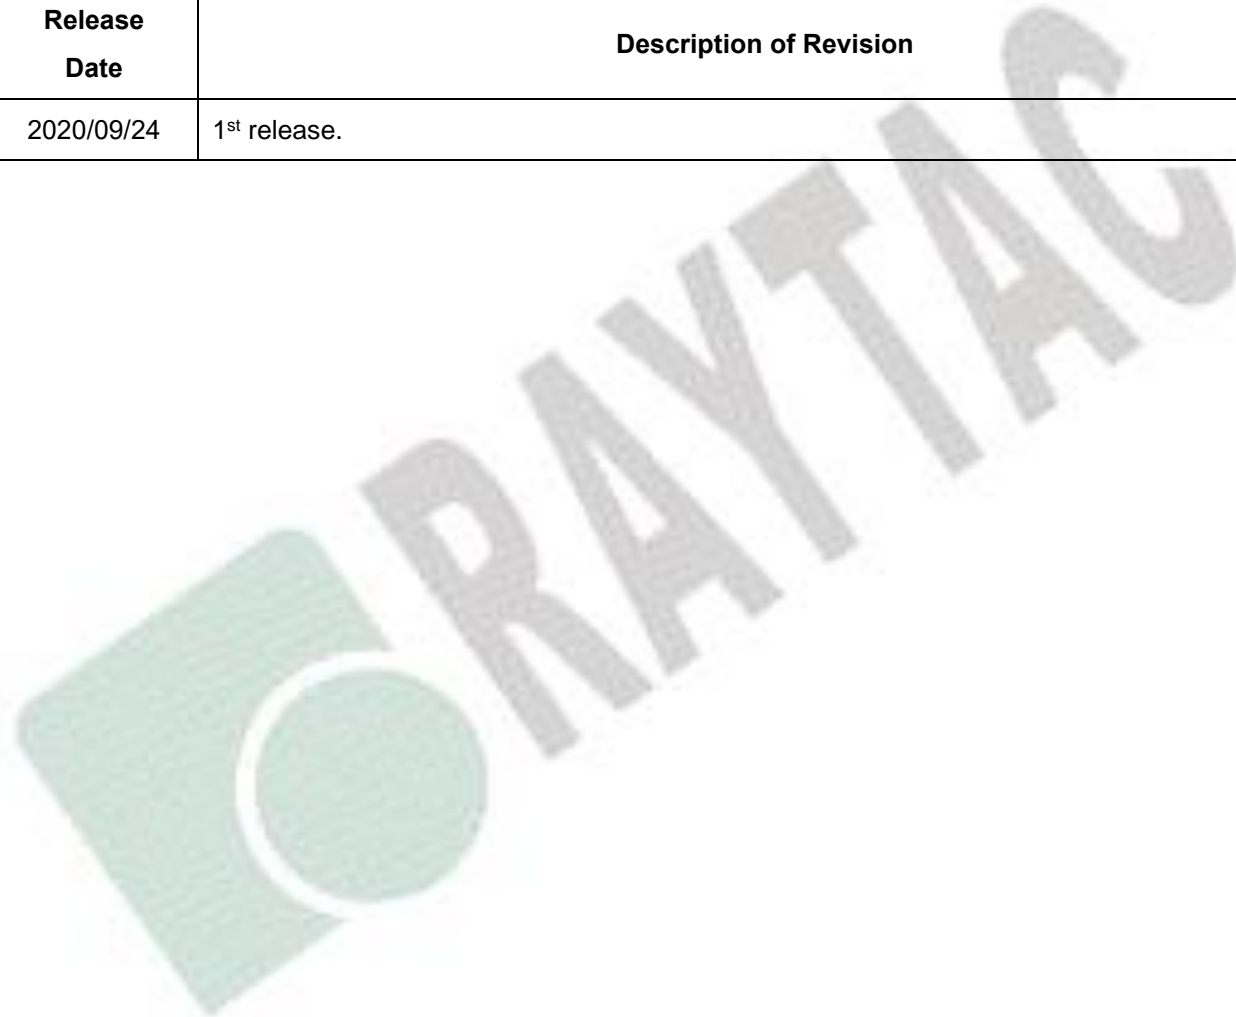 Release
Date
Description of Revision
2020/09/24
1st release.
RAYTAC